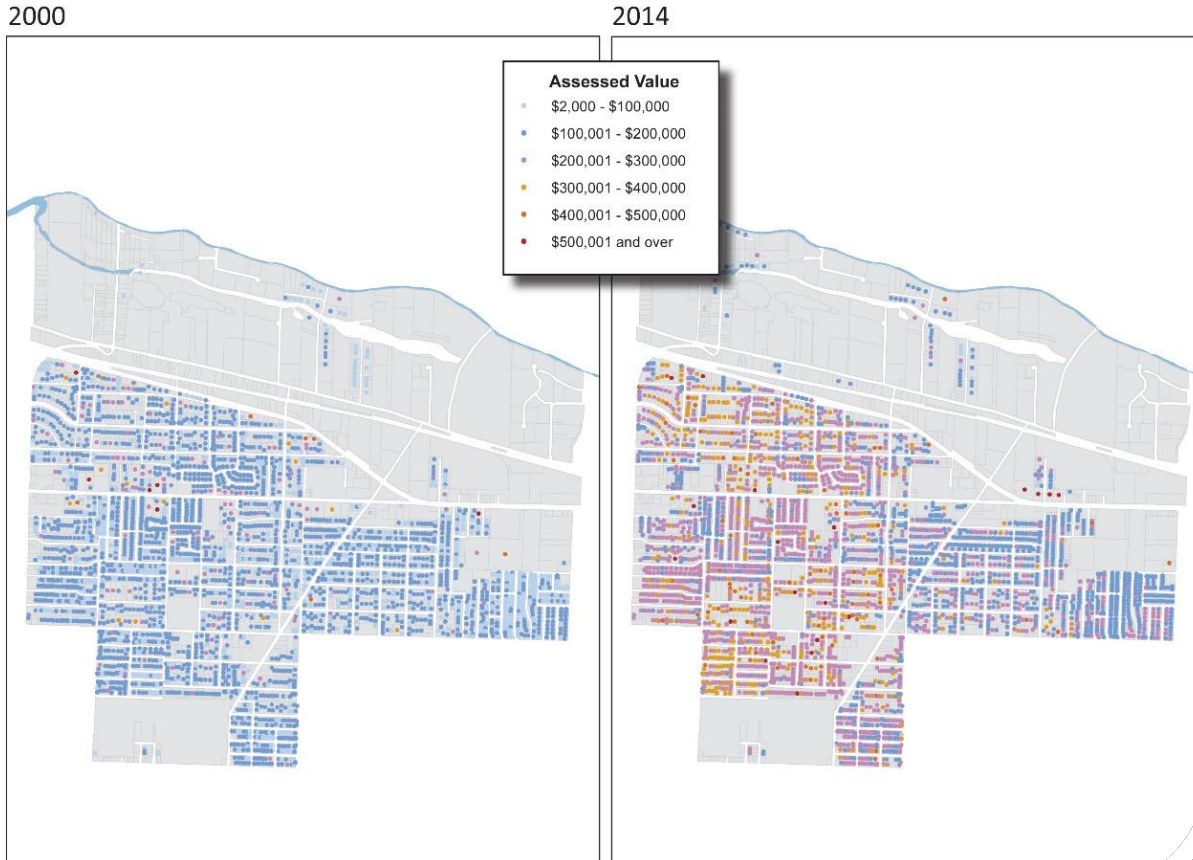 2000
2014
Assessed Value
$2,000 - $100,000
$100,001 - $200,000
$200,001 - $300,000
$300,001 - $400,000
$400,001 - $500,000
$500,001 and over